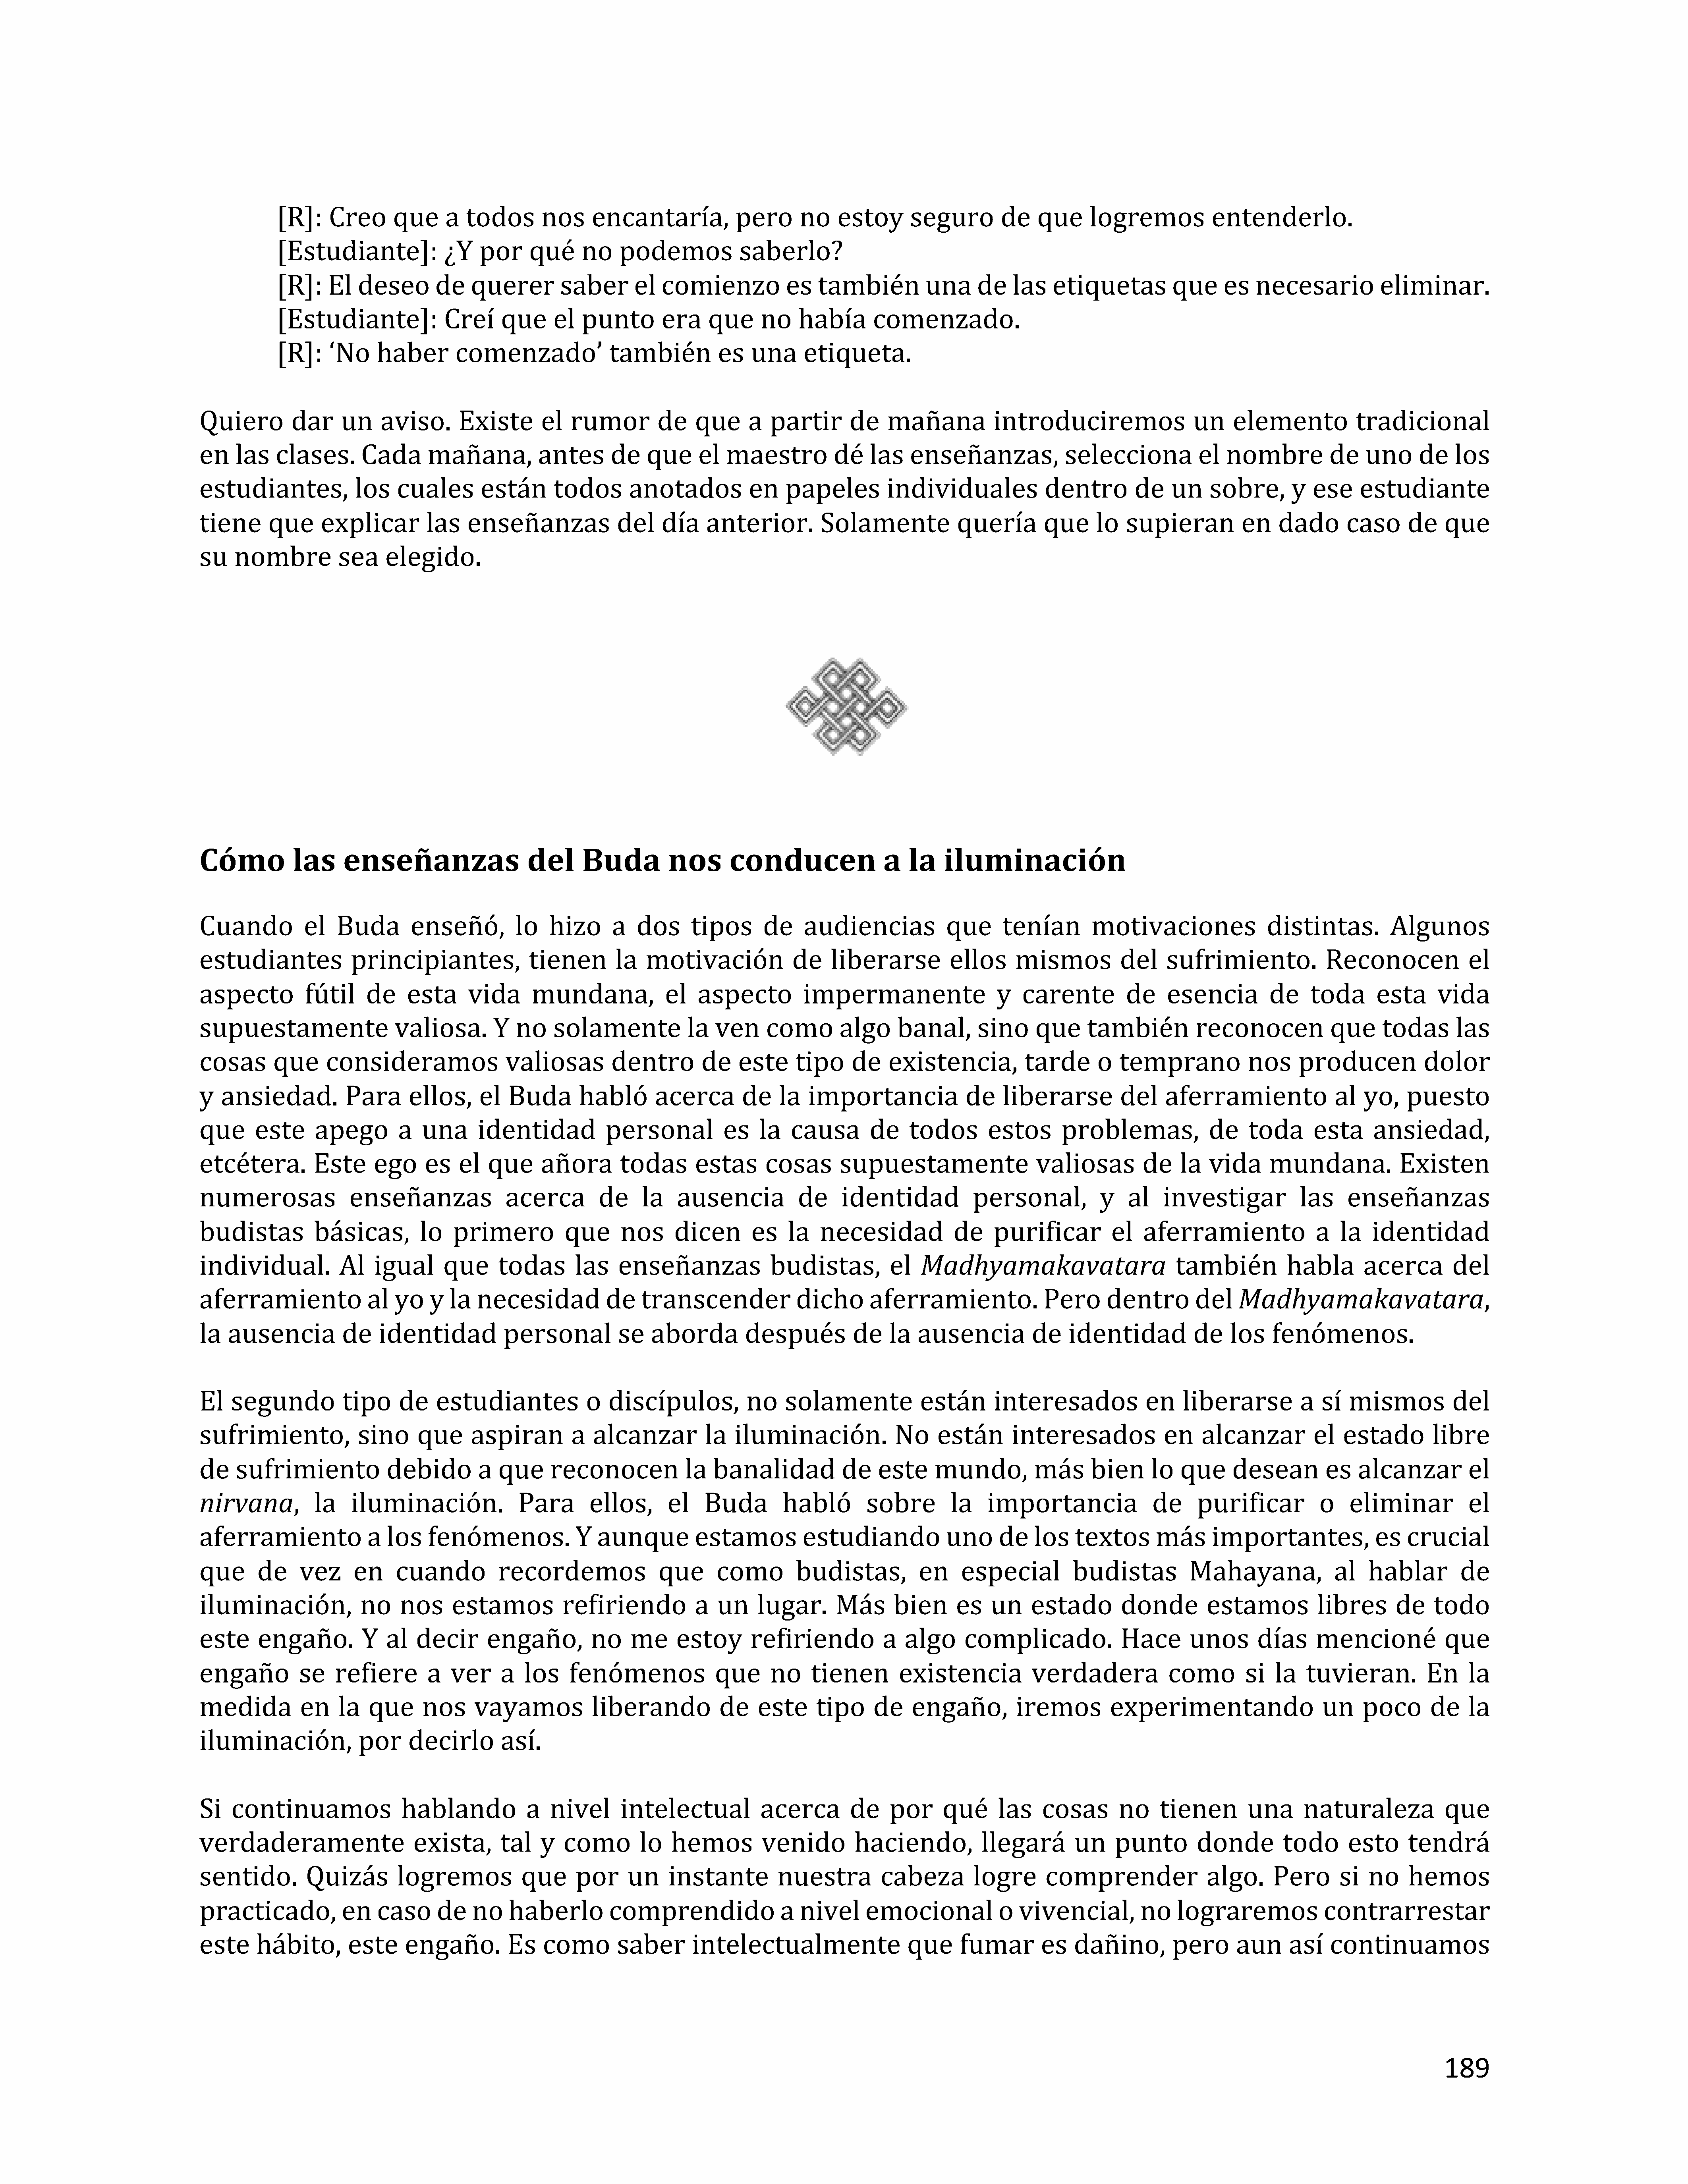 [R]: Creo que a todos nos encantaría, pero no estoy seguro de que logremos entenderlo.
[Estudiante]: ¿Y por qué no podemos saberlo?
[R]: El deseo de querer saber el comienzo es también una de las etiquetas que es necesario eliminar.
[Estudiante]: Creí que el punto era que no había comenzado.
[R]: ‘No haber comenzado’ también es una etiqueta.
Quiero dar un aviso. Existe el rumor de que a partir de mañana introduciremos un elemento tradicional
en las clases. Cada mañana, antes de que el maestro dé las enseñanzas, selecciona el nombre de uno de los
estudiantes, los cuales están todos anotados en papeles individuales dentro de un sobre, y ese estudiante
tiene que explicar las enseñanzas del día anterior. Solamente quería que lo supieran en dado caso de que
su nombre sea elegido.
Cómo las enseñanzas del Buda nos conducen a la iluminación
Cuando el Buda enseñó, lo hizo a dos tipos de audiencias que tenían motivaciones distintas. Algunos
estudiantes principiantes, tienen la motivación de liberarse ellos mismos del sufrimiento. Reconocen el
aspecto fútil de esta vida mundana, el aspecto impermanente y carente de esencia de toda esta vida
supuestamente valiosa. Y no solamente la ven como algo banal, sino que también reconocen que todas las
cosas que consideramos valiosas dentro de este tipo de existencia, tarde o temprano nos producen dolor
y ansiedad. Para ellos, el Buda habló acerca de la importancia de liberarse del aferramiento al yo, puesto
que este apego a una identidad personal es la causa de todos estos problemas, de toda esta ansiedad,
etcétera. Este ego es el que añora todas estas cosas supuestamente valiosas de la vida mundana. Existen
numerosas enseñanzas acerca de la ausencia de identidad personal, y al investigar las enseñanzas
budistas básicas, lo primero que nos dicen es la necesidad de purificar el aferramiento a la identidad
individual. Al igual que todas las enseñanzas budistas, el Madhyamakavatara también habla acerca del
aferramiento al yo y la necesidad de transcender dicho aferramiento. Pero dentro del Madhyamakavatara,
la ausencia de identidad personal se aborda después de la ausencia de identidad de los fenómenos.
El segundo tipo de estudiantes o discípulos, no solamente están interesados en liberarse a sí mismos del
sufrimiento, sino que aspiran a alcanzar la iluminación. No están interesados en alcanzar el estado libre
de sufrimiento debido a que reconocen la banalidad de este mundo, más bien lo que desean es alcanzar el
nirvana, la iluminación. Para ellos, el Buda habló sobre la importancia de purificar o eliminar el
aferramiento a los fenómenos. Y aunque estamos estudiando uno de los textos más importantes, es crucial
que de vez en cuando recordemos que como budistas, en especial budistas Mahayana, al hablar de
iluminación, no nos estamos refiriendo a un lugar. Más bien es un estado donde estamos libres de todo
este engaño. Y al decir engaño, no me estoy refiriendo a algo complicado. Hace unos días mencioné que
engaño se refiere a ver a los fenómenos que no tienen existencia verdadera como si la tuvieran. En la
medida en la que nos vayamos liberando de este tipo de engaño, iremos experimentando un poco de la
iluminación, por decirlo así.
Si continuamos hablando a nivel intelectual acerca de por qué las cosas no tienen una naturaleza que
verdaderamente exista, tal y como lo hemos venido haciendo, llegará un punto donde todo esto tendrá
sentido. Quizás logremos que por un instante nuestra cabeza logre comprender algo. Pero si no hemos
practicado, en caso de no haberlo comprendido a nivel emocional o vivencial, no lograremos contrarrestar
este hábito, este engaño. Es como saber intelectualmente que fumar es dañino, pero aun así continuamos
189